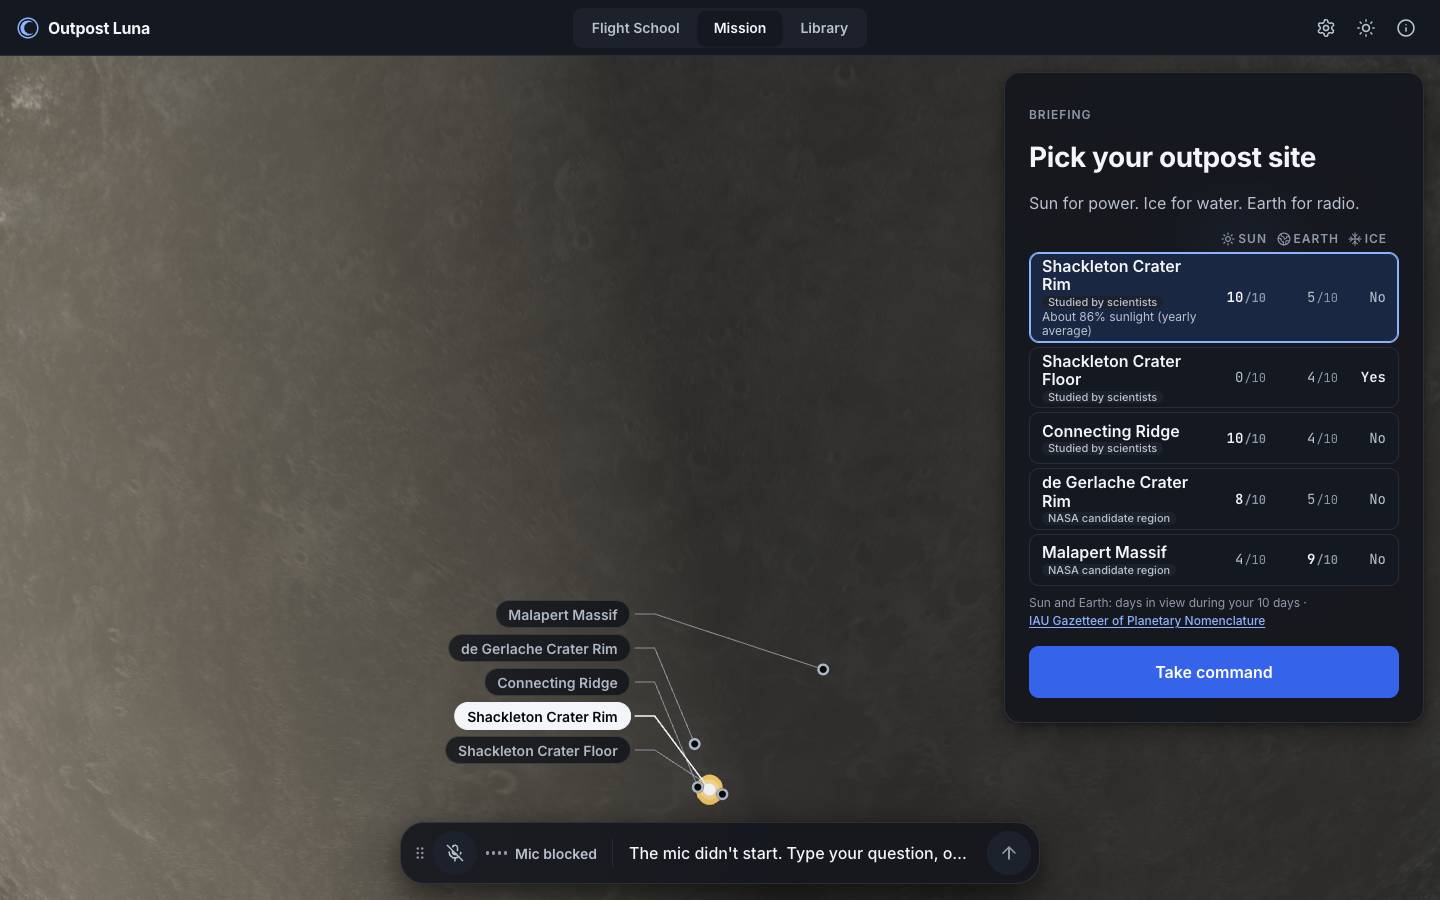 Outpost Luna
Flight School
Mission
Library
BRIEFING
Pick your outpost site
Sun for power. Ice for water. Earth for radio.
SUN EARTH ICE
Shackleton Crater Rim 10/10 5/10 No
Studied by scientists
About 86% sunlight (yearly average)
Shackleton Crater Floor 0/10 4/10 Yes
Studied by scientists
Connecting Ridge 10/10 4/10 No
Studied by scientists
de Gerlache Crater Rim 8/10 5/10 No
NASA candidate region
Malapert Massif 4/10 9/10 No
NASA candidate region
Sun and Earth: days in view during your 10 days ·
IAU Gazetteer of Planetary Nomenclature
Take command
Malapert Massif
de Gerlache Crater Rim
Connecting Ridge
Shackleton Crater Rim
Shackleton Crater Floor
Mic blocked
The mic didn't start. Type your question, o...